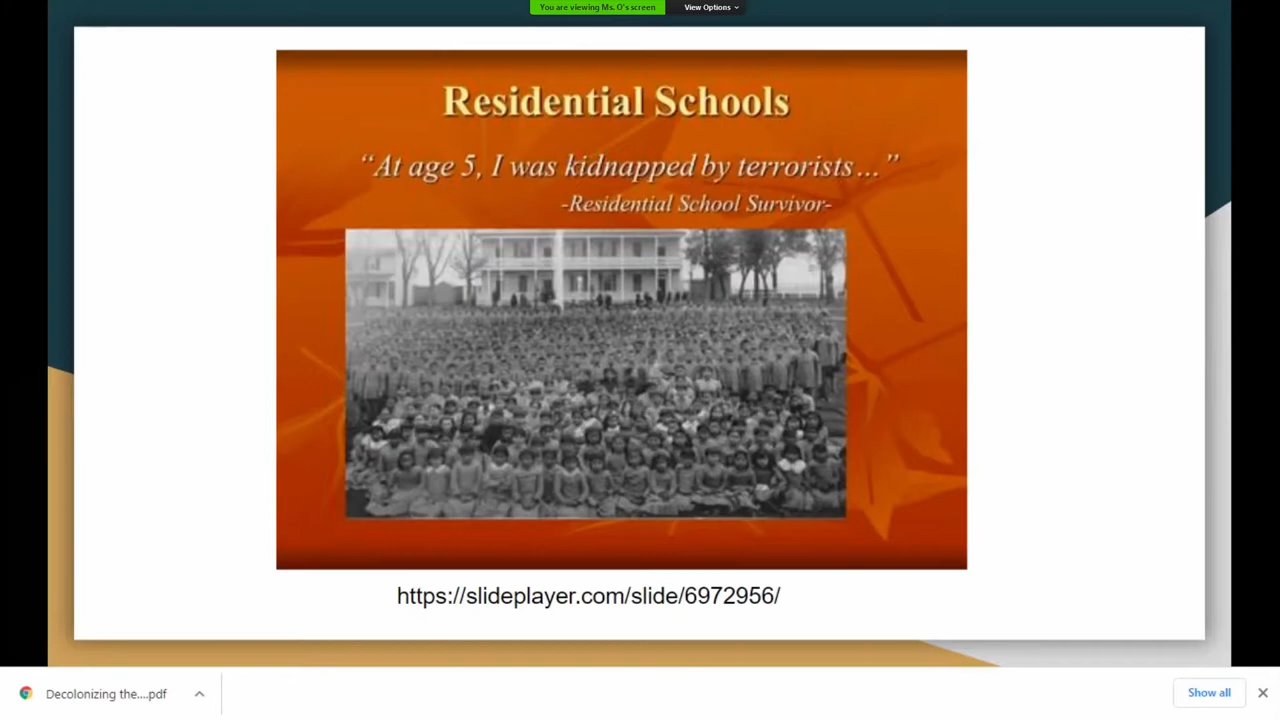 You are viewing Ms. O's screen View Options
Residential Schools
“At age 5, I was kidnapped by terrorists…”
-Residential School Survivor-
https://slideplayer.com/slide/6972956/
Decolonizing the....pdf
Show all